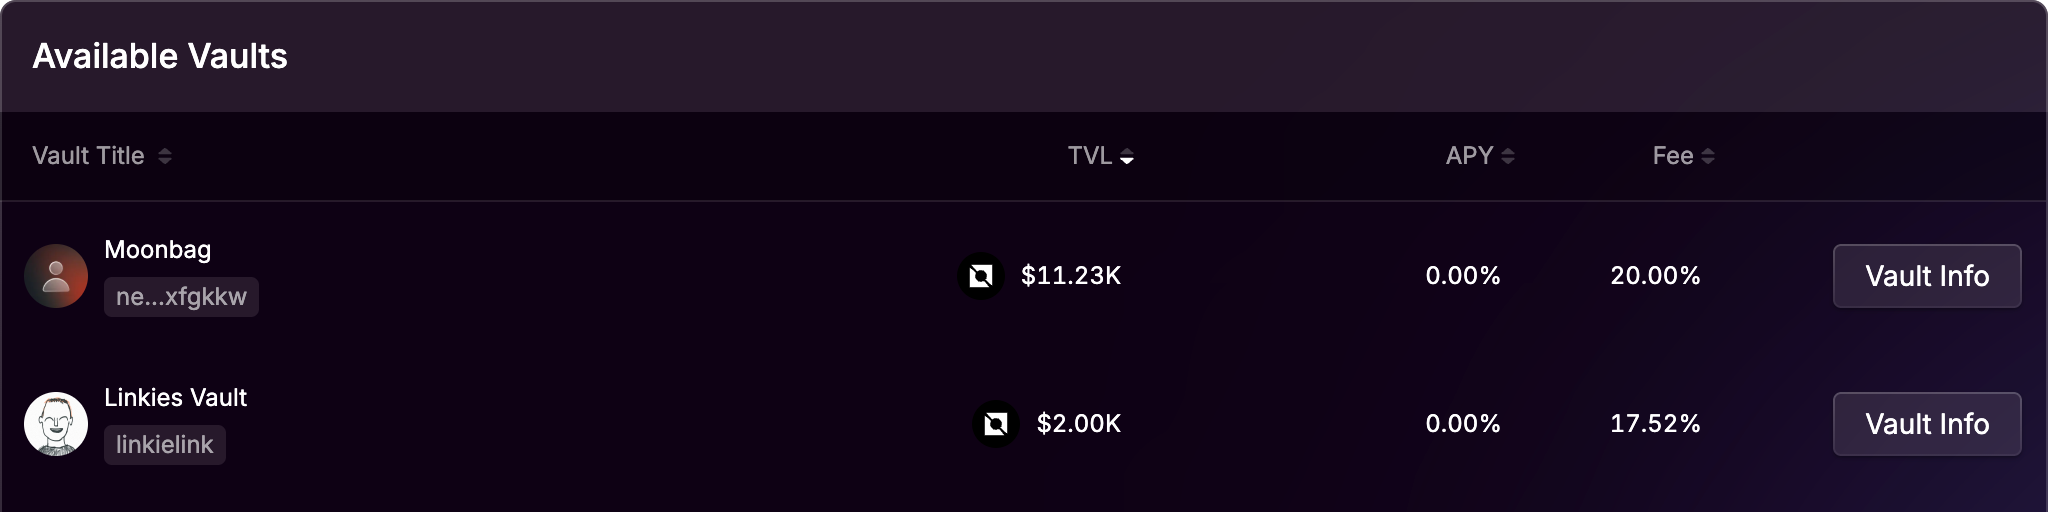 Available Vaults
Vault Title TVL APY Fee
Moonbag
ne...xfgkkw
$11.23K 0.00% 20.00% Vault Info
Linkies Vault
linkielink
$2.00K 0.00% 17.52% Vault Info